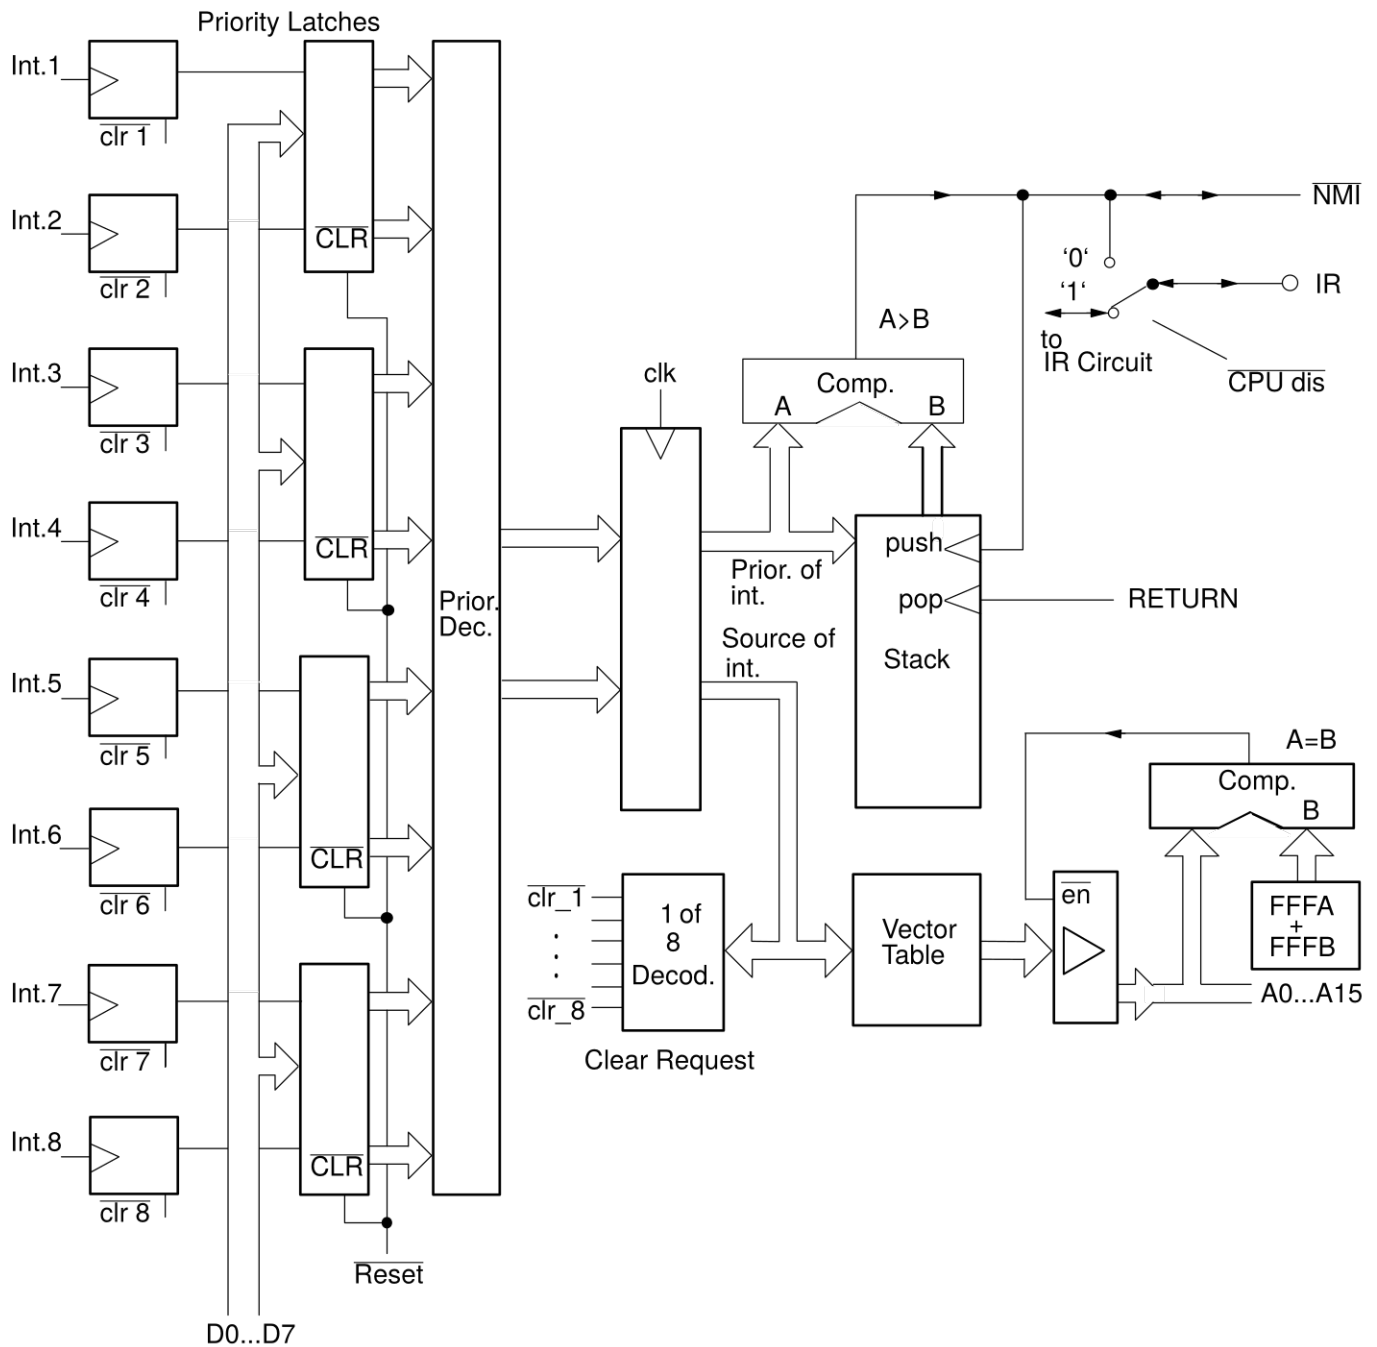 Priority Latches
Int.1
clr 1
Int.2
clr 2
CLR
Int.3
clr 3
Int.4
clr 4
CLR
Int.5
clr 5
Int.6
clr 6
CLR
Int.7
clr 7
Int.8
clr 8
CLR
Reset
D0...D7
Prior.
Dec.
clk
Prior. of
int.
Source of
int.
A>B
Comp.
A
B
push
pop
Stack
RETURN
NMI
‘0‘
‘1‘
IR
to
IR Circuit
CPU dis
clr_1
clr_8
1 of
8
Decod.
Clear Request
Vector
Table
en
A=B
Comp.
B
FFFA
+
FFFB
A0...A15